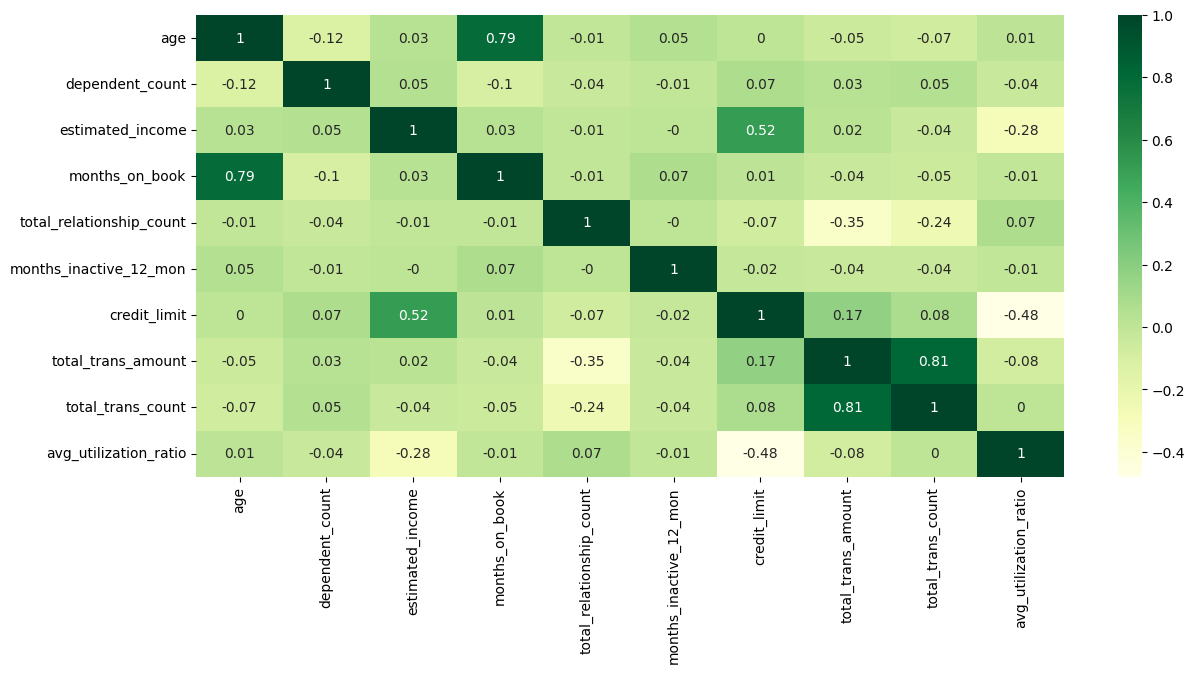 age 1 -0.12 0.03 0.79 -0.01 0.05 0 -0.05 -0.07 0.01
dependent_count -0.12 1 0.05 -0.1 -0.04 -0.01 0.07 0.03 0.05 -0.04
estimated_income 0.03 0.05 1 0.03 -0.01 -0 0.52 0.02 -0.04 -0.28
months_on_book 0.79 -0.1 0.03 1 -0.01 0.07 0.01 -0.04 -0.05 -0.01
total_relationship_count -0.01 -0.04 -0.01 -0.01 1 -0 -0.07 -0.35 -0.24 0.07
months_inactive_12_mon 0.05 -0.01 -0 0.07 -0 1 -0.02 -0.04 -0.04 -0.01
credit_limit 0 0.07 0.52 0.01 -0.07 -0.02 1 0.17 0.08 -0.48
total_trans_amount -0.05 0.03 0.02 -0.04 -0.35 -0.04 0.17 1 0.81 -0.08
total_trans_count -0.07 0.05 -0.04 -0.05 -0.24 -0.04 0.08 0.81 1 0
avg_utilization_ratio 0.01 -0.04 -0.28 -0.01 0.07 -0.01 -0.48 -0.08 0 1
age
dependent_count
estimated_income
months_on_book
total_relationship_count
months_inactive_12_mon
credit_limit
total_trans_amount
total_trans_count
avg_utilization_ratio
1.0
0.8
0.6
0.4
0.2
0.0
−0.2
−0.4